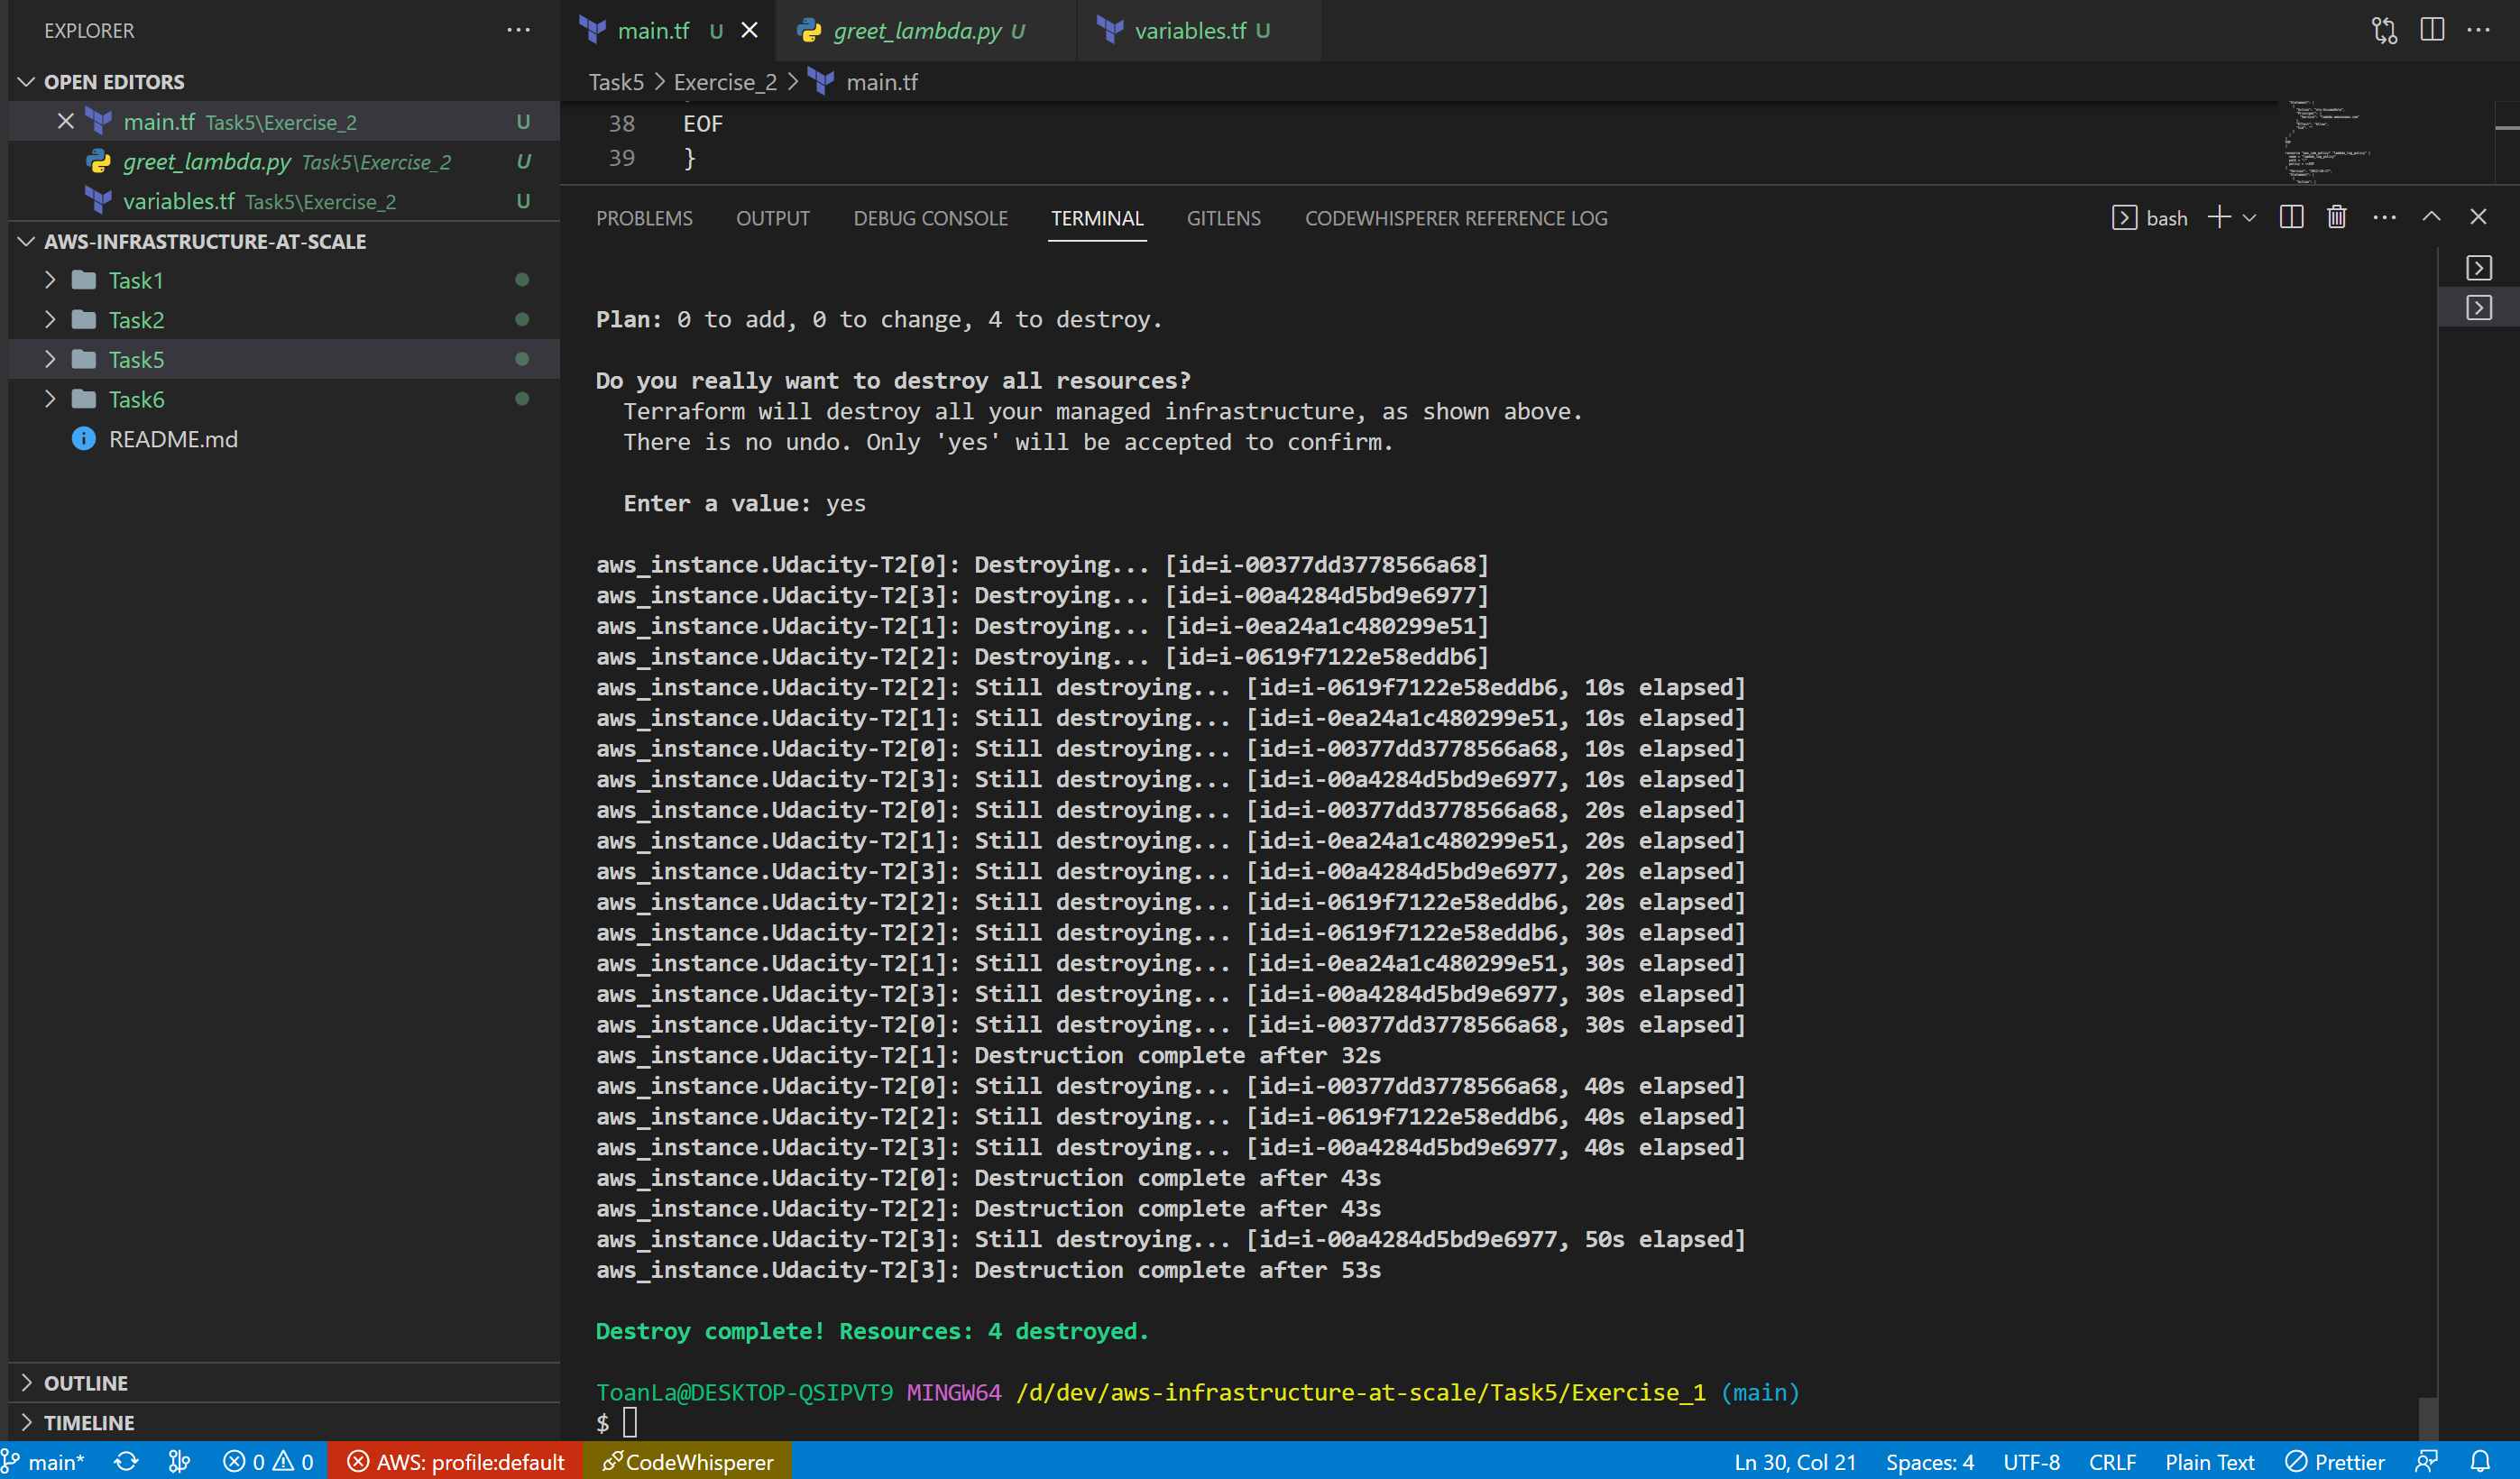 EXPLORER
OPEN EDITORS
main.tf Task5\Exercise_2 U
greet_lambda.py Task5\Exercise_2 U
variables.tf Task5\Exercise_2 U
AWS-INFRASTRUCTURE-AT-SCALE
Task1
Task2
Task5
Task6
README.md
OUTLINE
TIMELINE
main.tf U greet_lambda.py U variables.tf U
Task5 > Exercise_2 > main.tf
38 EOF
39 }
PROBLEMS OUTPUT DEBUG CONSOLE TERMINAL GITLENS CODEWHISPERER REFERENCE LOG bash
Plan: 0 to add, 0 to change, 4 to destroy.
Do you really want to destroy all resources?
Terraform will destroy all your managed infrastructure, as shown above.
There is no undo. Only 'yes' will be accepted to confirm.
Enter a value: yes
aws_instance.Udacity-T2[0]: Destroying... [id=i-00377dd3778566a68]
aws_instance.Udacity-T2[3]: Destroying... [id=i-00a4284d5bd9e6977]
aws_instance.Udacity-T2[1]: Destroying... [id=i-0ea24a1c480299e51]
aws_instance.Udacity-T2[2]: Destroying... [id=i-0619f7122e58eddb6]
aws_instance.Udacity-T2[2]: Still destroying... [id=i-0619f7122e58eddb6, 10s elapsed]
aws_instance.Udacity-T2[1]: Still destroying... [id=i-0ea24a1c480299e51, 10s elapsed]
aws_instance.Udacity-T2[0]: Still destroying... [id=i-00377dd3778566a68, 10s elapsed]
aws_instance.Udacity-T2[3]: Still destroying... [id=i-00a4284d5bd9e6977, 10s elapsed]
aws_instance.Udacity-T2[0]: Still destroying... [id=i-00377dd3778566a68, 20s elapsed]
aws_instance.Udacity-T2[1]: Still destroying... [id=i-0ea24a1c480299e51, 20s elapsed]
aws_instance.Udacity-T2[3]: Still destroying... [id=i-00a4284d5bd9e6977, 20s elapsed]
aws_instance.Udacity-T2[2]: Still destroying... [id=i-0619f7122e58eddb6, 20s elapsed]
aws_instance.Udacity-T2[2]: Still destroying... [id=i-0619f7122e58eddb6, 30s elapsed]
aws_instance.Udacity-T2[1]: Still destroying... [id=i-0ea24a1c480299e51, 30s elapsed]
aws_instance.Udacity-T2[3]: Still destroying... [id=i-00a4284d5bd9e6977, 30s elapsed]
aws_instance.Udacity-T2[0]: Still destroying... [id=i-00377dd3778566a68, 30s elapsed]
aws_instance.Udacity-T2[1]: Destruction complete after 32s
aws_instance.Udacity-T2[0]: Still destroying... [id=i-00377dd3778566a68, 40s elapsed]
aws_instance.Udacity-T2[2]: Still destroying... [id=i-0619f7122e58eddb6, 40s elapsed]
aws_instance.Udacity-T2[3]: Still destroying... [id=i-00a4284d5bd9e6977, 40s elapsed]
aws_instance.Udacity-T2[0]: Destruction complete after 43s
aws_instance.Udacity-T2[2]: Destruction complete after 43s
aws_instance.Udacity-T2[3]: Still destroying... [id=i-00a4284d5bd9e6977, 50s elapsed]
aws_instance.Udacity-T2[3]: Destruction complete after 53s
Destroy complete! Resources: 4 destroyed.
ToanLa@DESKTOP-QSIPVT9 MINGW64 /d/dev/aws-infrastructure-at-scale/Task5/Exercise_1 (main)
$
main* 0 0 AWS: profile:default CodeWhisperer Ln 30, Col 21 Spaces: 4 UTF-8 CRLF Plain Text Prettier